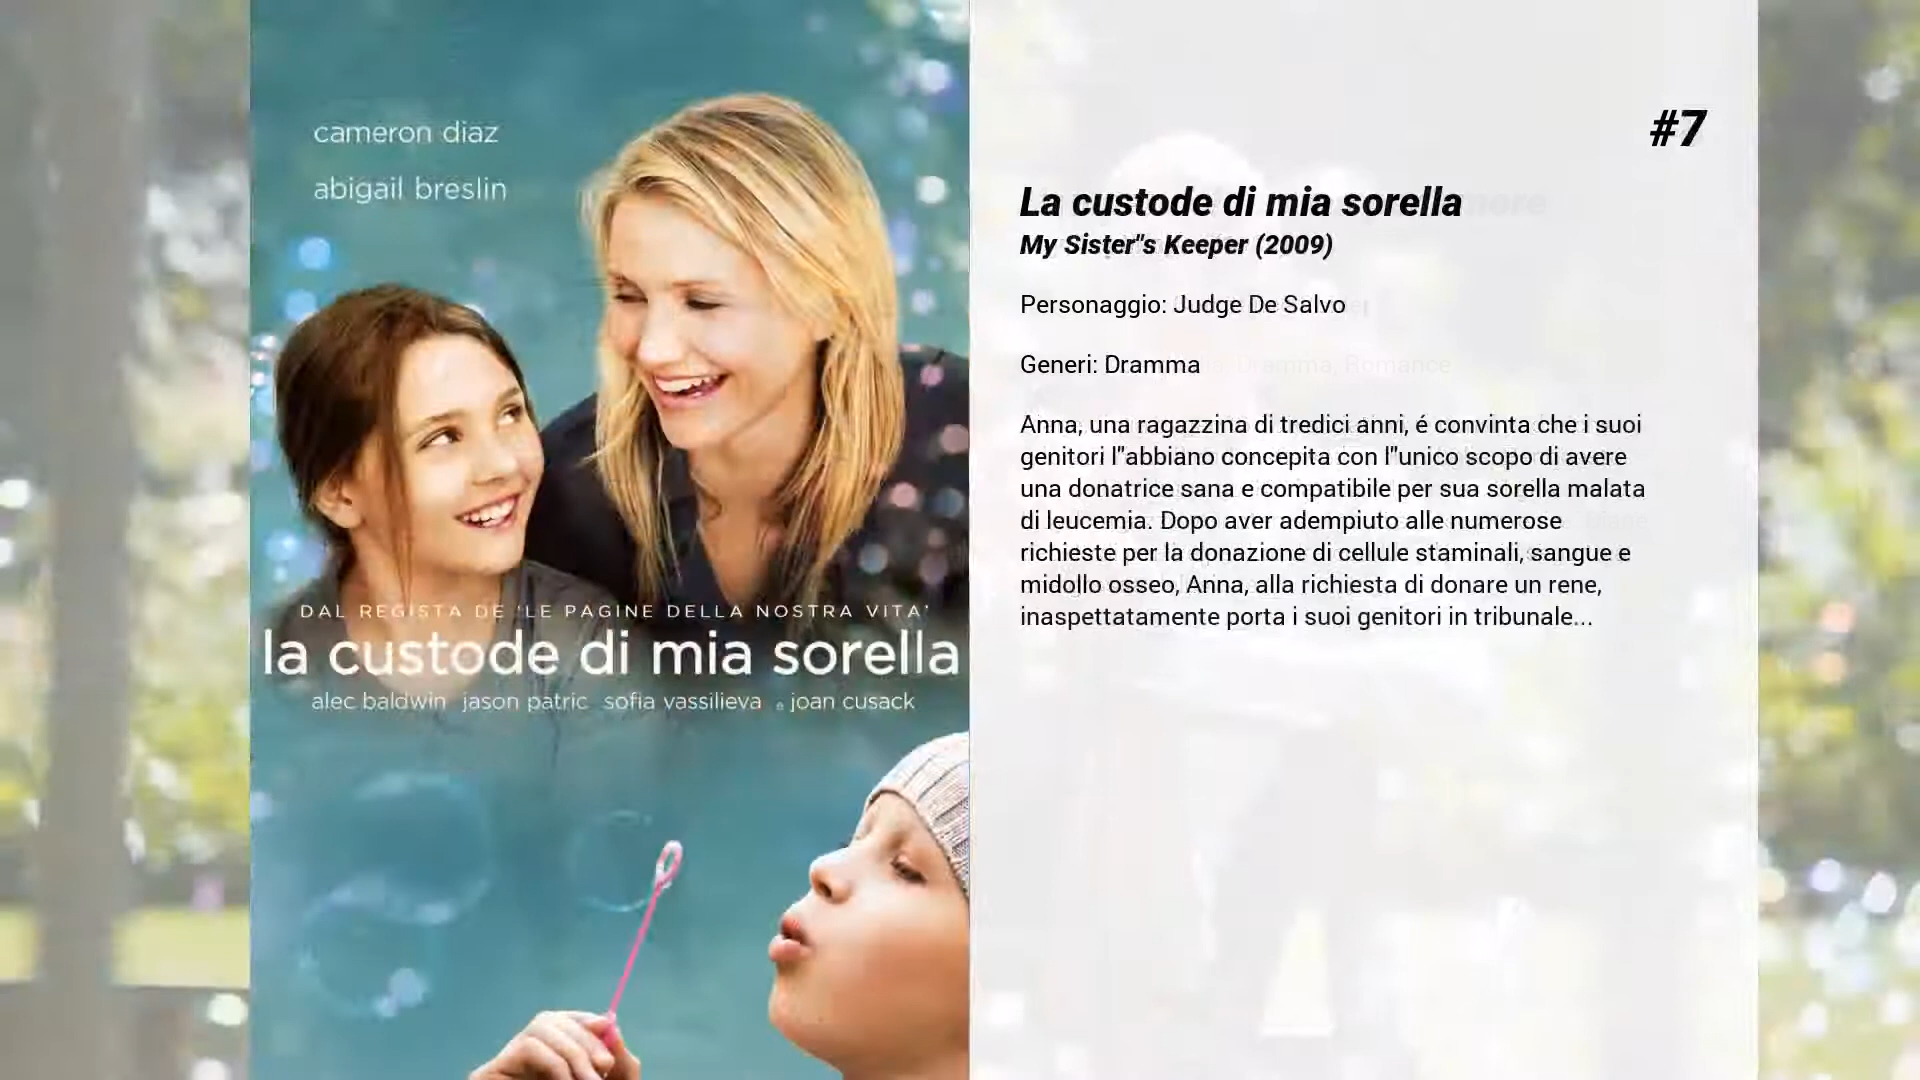 cameron diaz
abigail breslin
DAL REGISTA DE 'LE PAGINE DELLA NOSTRA VITA'
la custode di mia sorella
alec baldwin jason patric sofia vassilieva e joan cusack
#7
La custode di mia sorella
My Sister"s Keeper (2009)
Personaggio: Judge De Salvo
Generi: Dramma
Anna, una ragazzina di tredici anni, é convinta che i suoi
genitori l"abbiano concepita con l"unico scopo di avere
una donatrice sana e compatibile per sua sorella malata
di leucemia. Dopo aver adempiuto alle numerose
richieste per la donazione di cellule staminali, sangue e
midollo osseo, Anna, alla richiesta di donare un rene,
inaspettatamente porta i suoi genitori in tribunale...